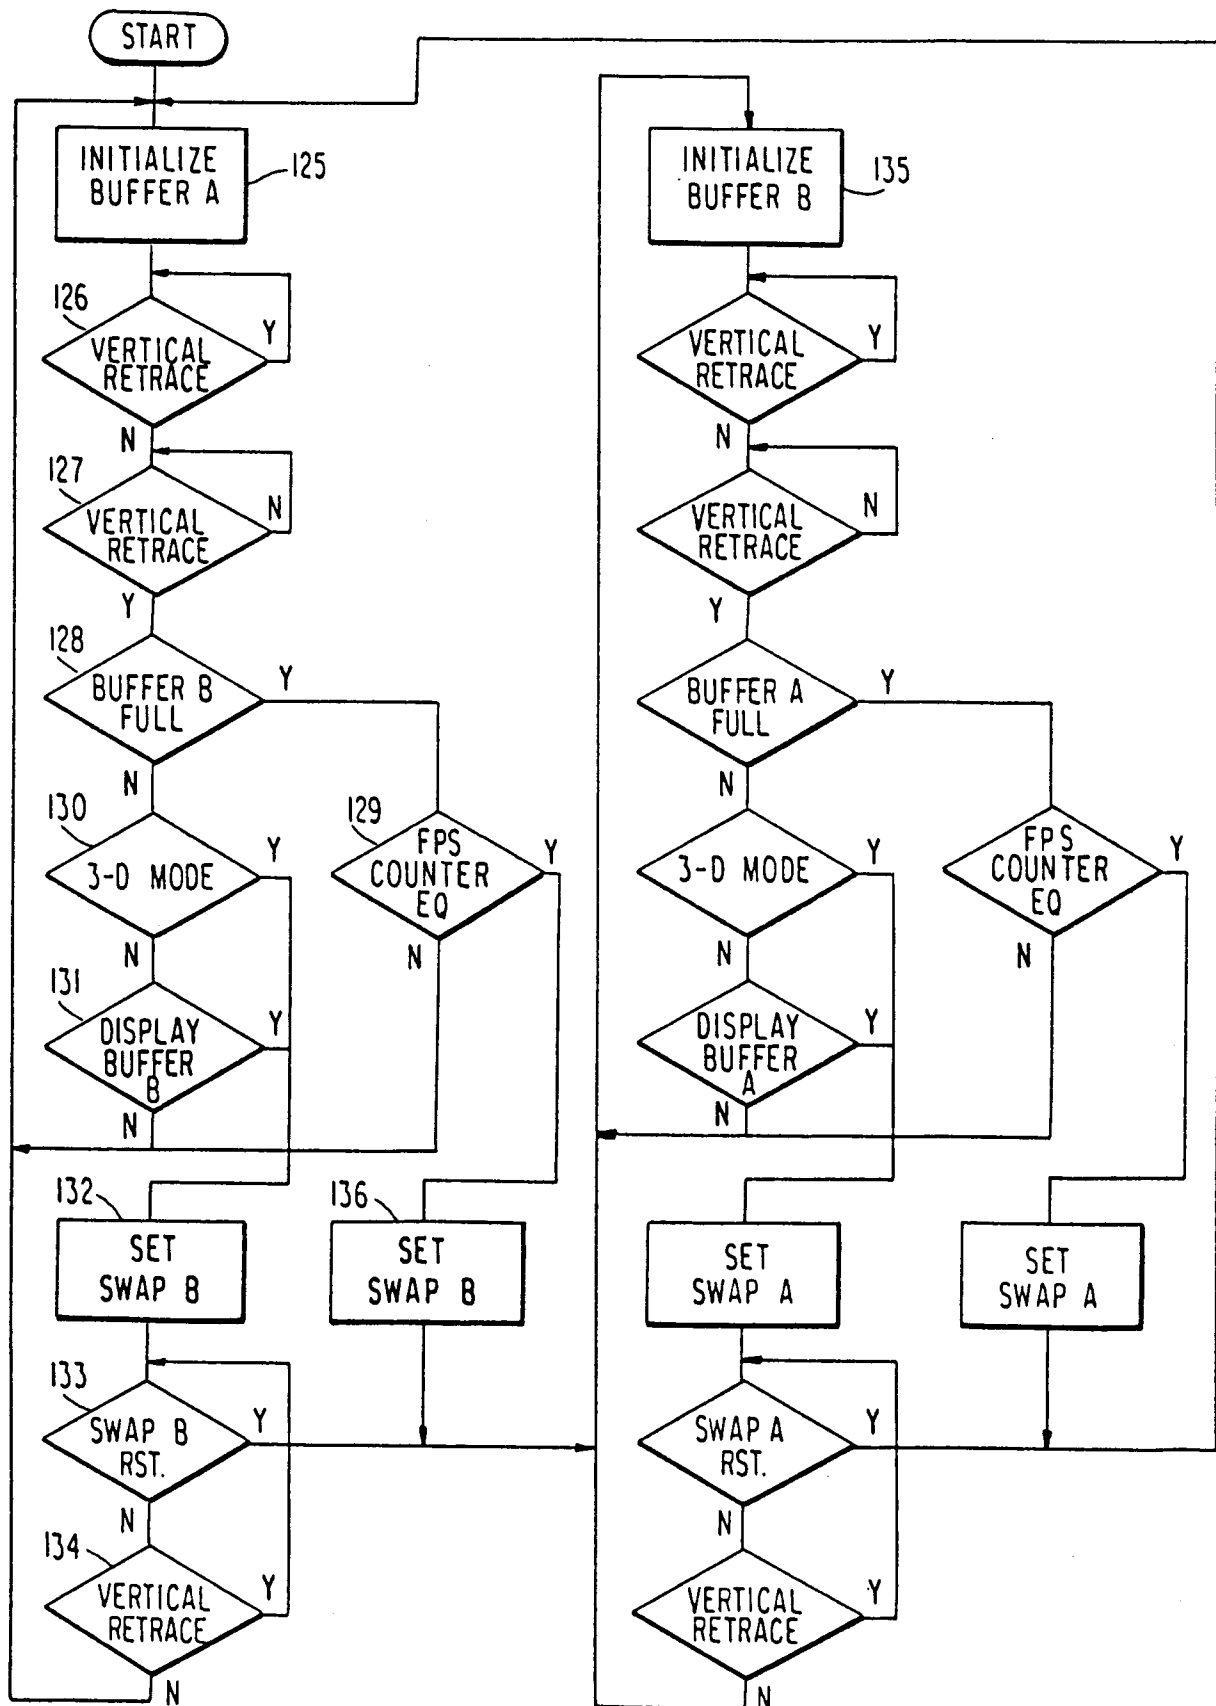 START
INITIALIZE
BUFFER A
125
126
VERTICAL
RETRACE
Y
N
127
VERTICAL
RETRACE
N
Y
128
BUFFER B
FULL
Y
N
130
3-D MODE
Y
N
129
FPS
COUNTER
EQ
Y
N
131
DISPLAY
BUFFER
B
Y
N
132
SET
SWAP B
136
SET
SWAP B
133
SWAP B
RST.
Y
N
134
VERTICAL
RETRACE
Y
N
INITIALIZE
BUFFER B
135
VERTICAL
RETRACE
Y
N
VERTICAL
RETRACE
N
Y
BUFFER A
FULL
Y
N
3-D MODE
Y
N
FPS
COUNTER
EQ
Y
N
DISPLAY
BUFFER
A
Y
N
SET
SWAP A
SET
SWAP A
SWAP A
RST.
Y
N
VERTICAL
RETRACE
Y
N